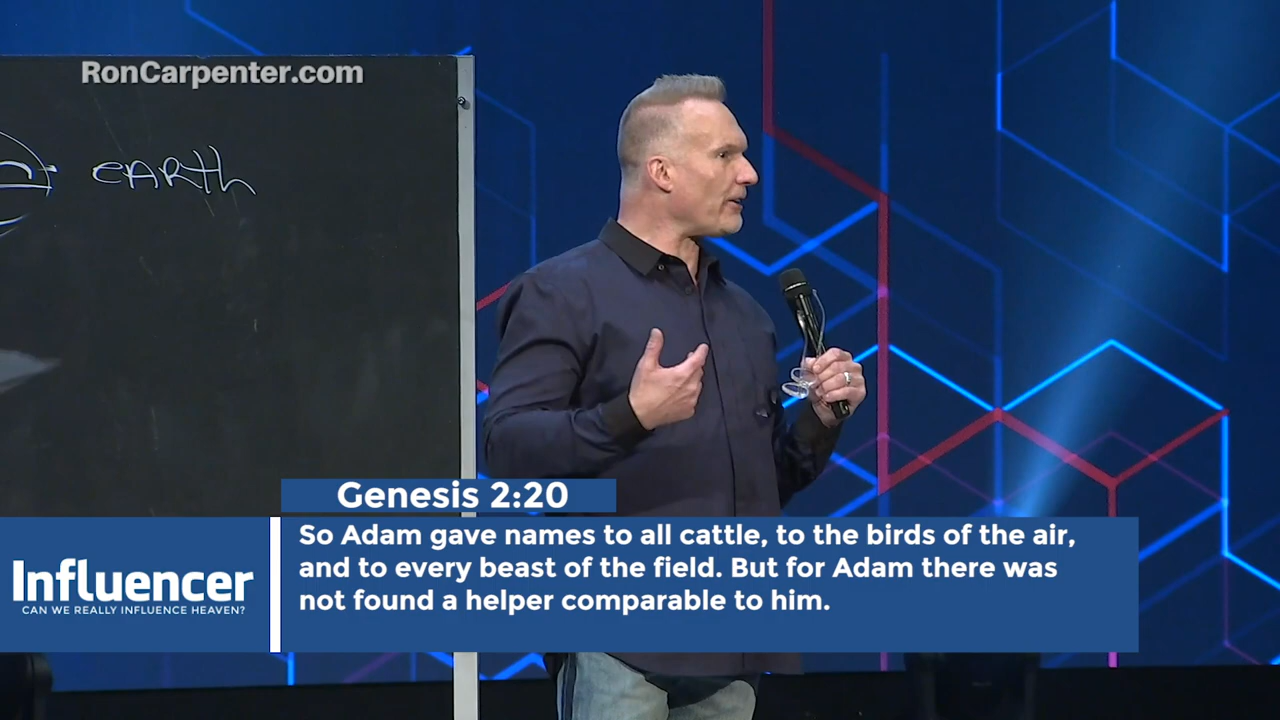 RonCarpenter.com
EARTH
Genesis 2:20
So Adam gave names to all cattle, to the birds of the air,
and to every beast of the field. But for Adam there was
not found a helper comparable to him.
Influencer
CAN WE REALLY INFLUENCE HEAVEN?